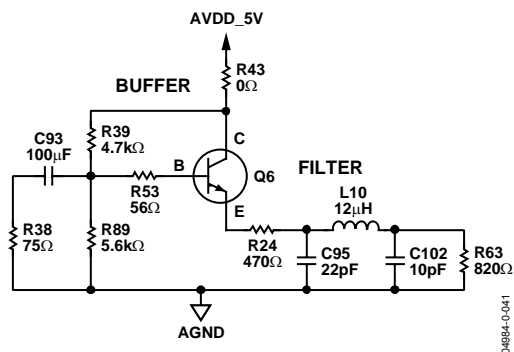 AVDD_5V
R43
0Ω
BUFFER
C93
100μF
R39
4.7kΩ
C
B
Q6
E
FILTER
R53
56Ω
L10
12μH
R38
75Ω
R89
5.6kΩ
R24
470Ω
C95
22pF
C102
10pF
R63
820Ω
AGND
04984-0-041